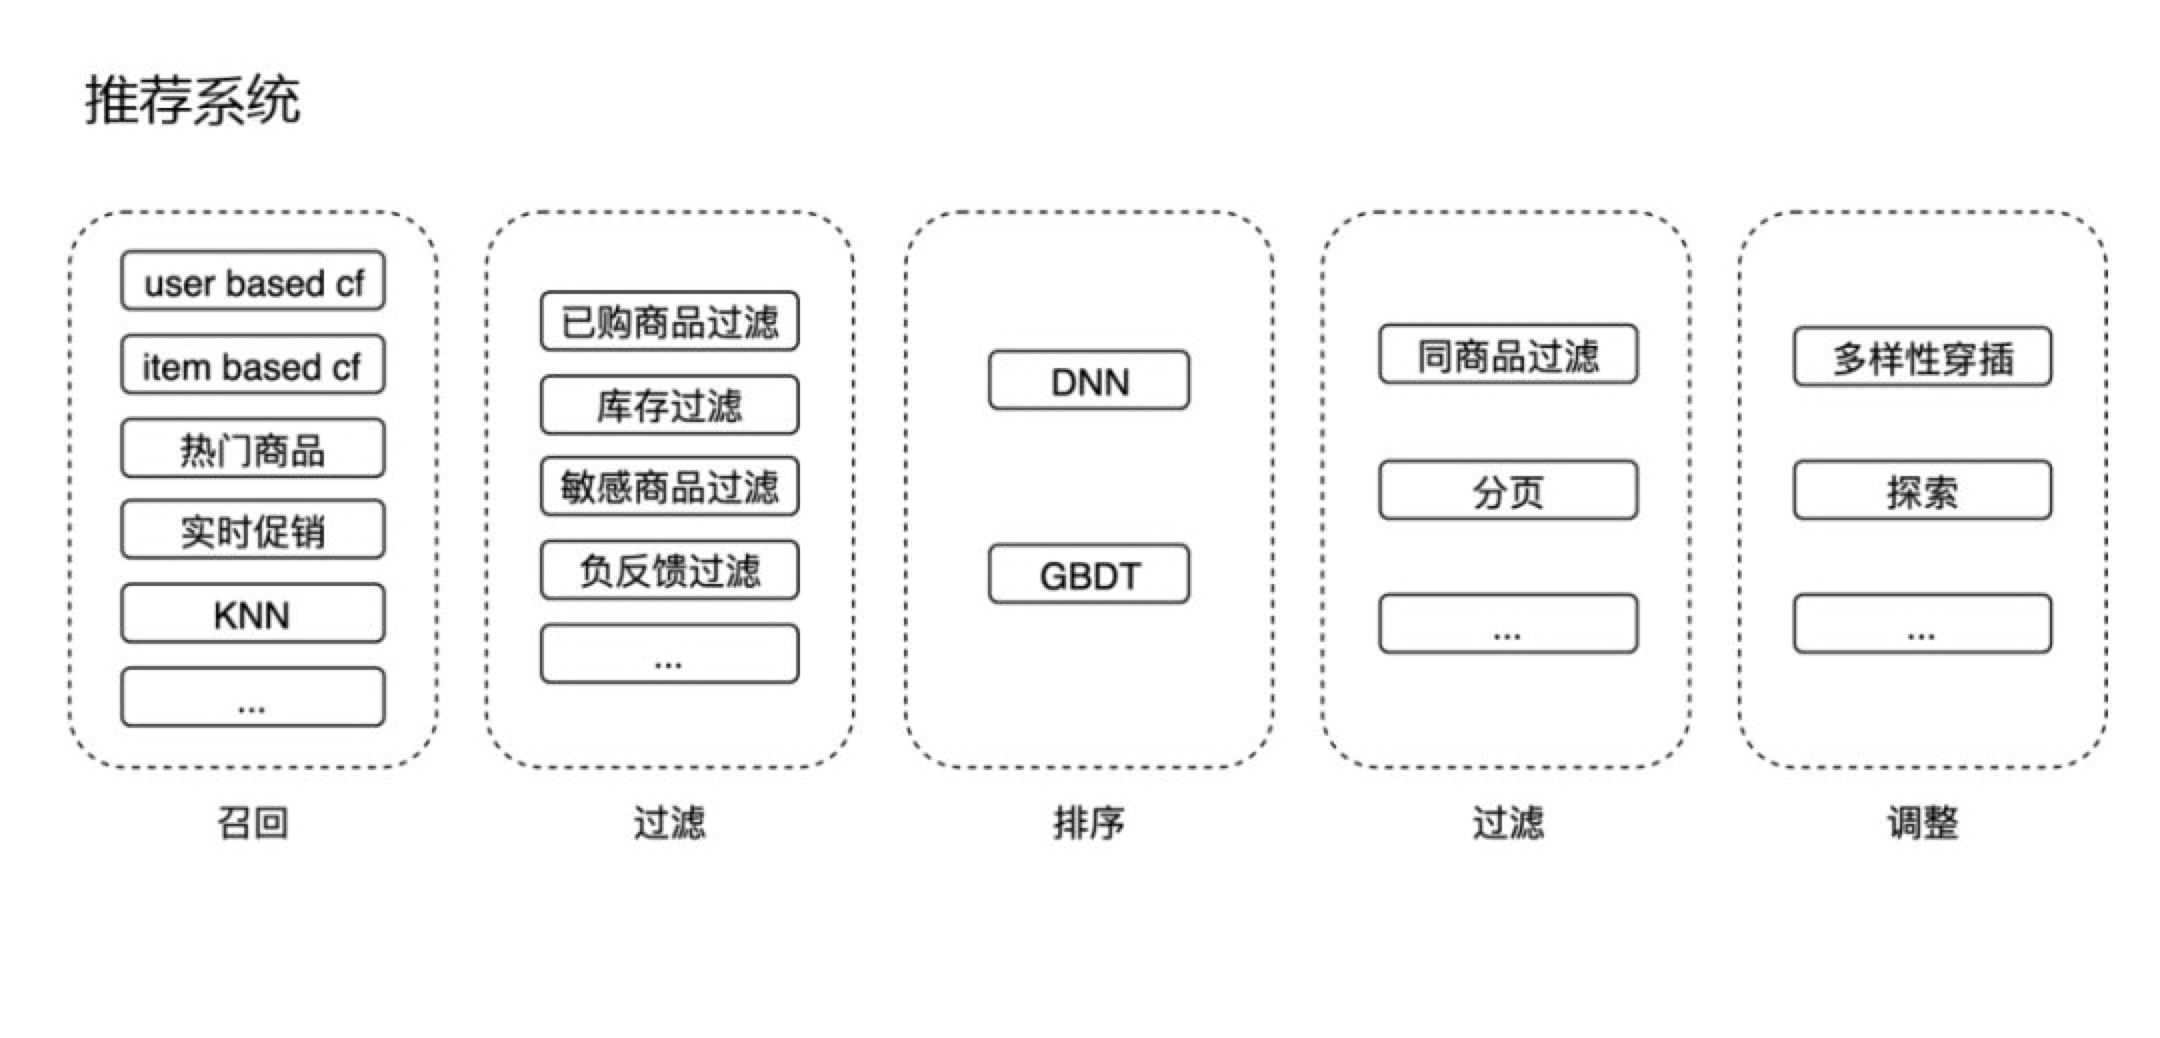 推荐系统
user based cf
item based cf
热门商品
实时促销
KNN
...
召回
已购商品过滤
库存过滤
敏感商品过滤
负反馈过滤
...
过滤
DNN
GBDT
排序
同商品过滤
分页
...
过滤
多样性穿插
探索
...
调整